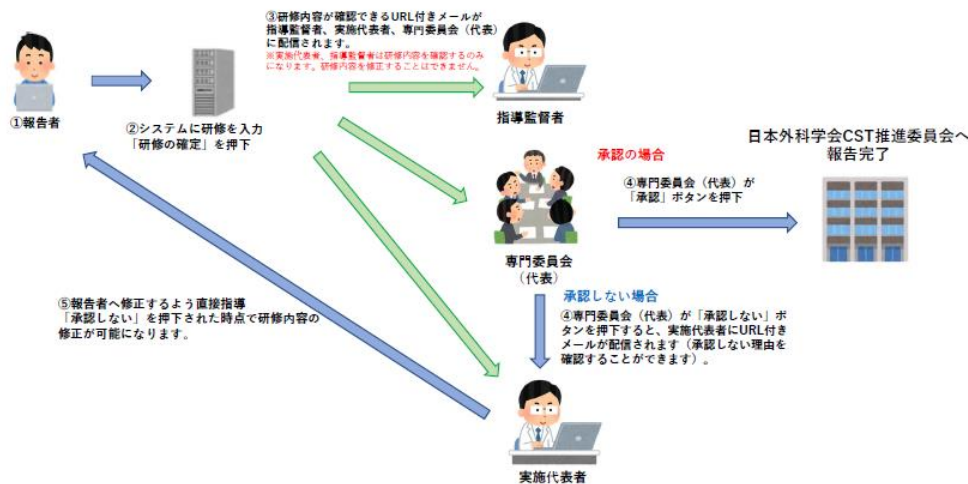 ③研修内容が確認できるURL付きメールが
指導監督者、実施代表者、専門委員会（代表）
に配信されます。
※実施代表者、指導監督者は研修内容を確認するのみ
になります。研修内容を修正することはできません。
①報告者
②システムに研修を入力
「研修の確定」を押下
指導監督者
日本外科学会CST推進委員会へ
報告完了
承認の場合
④専門委員会（代表）が
「承認」ボタンを押下
専門委員会
（代表）
承認しない場合
④専門委員会（代表）が「承認しない」ボ
タンを押下すると、実施代表者にURL付き
メールが配信されます（承認しない理由を
確認することができます）。
⑤報告者へ修正するよう直接指導
「承認しない」を押下された時点で研修内容の
修正が可能になります。
実施代表者